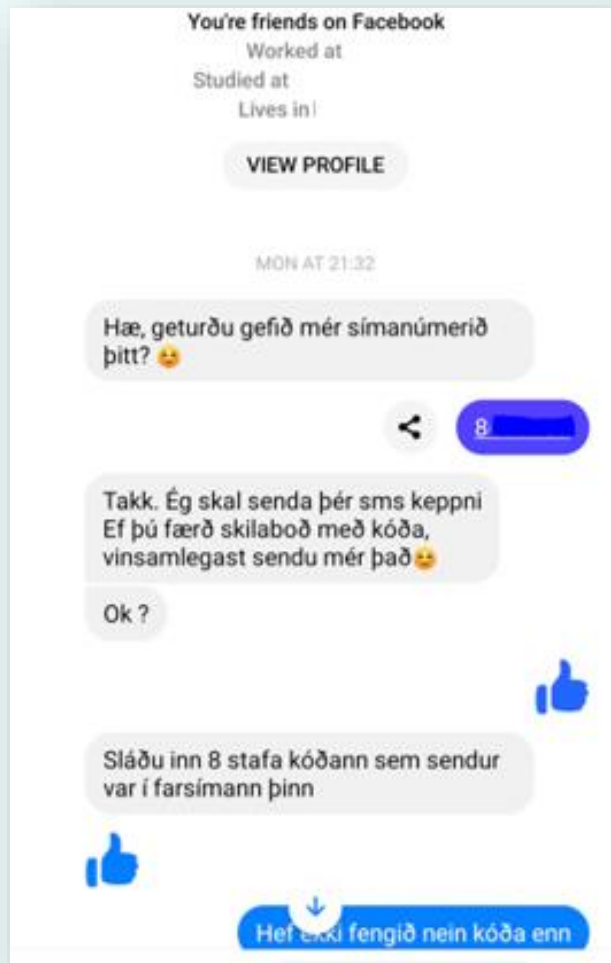 You're friends on Facebook
Worked at
Studied at
Lives in
VIEW PROFILE
MON AT 21:32
Hæ, geturðu gefið mér símanúmerið
þitt? 😊
8
Takk. Ég skal senda þér sms keppni
Ef þú færð skilaboð með kóða,
vinsamlegast sendu mér það😊
Ok ?
Sláðu inn 8 stafa kóðann sem sendur
var í farsímann þinn
Hef ekki fengið nein kóða enn